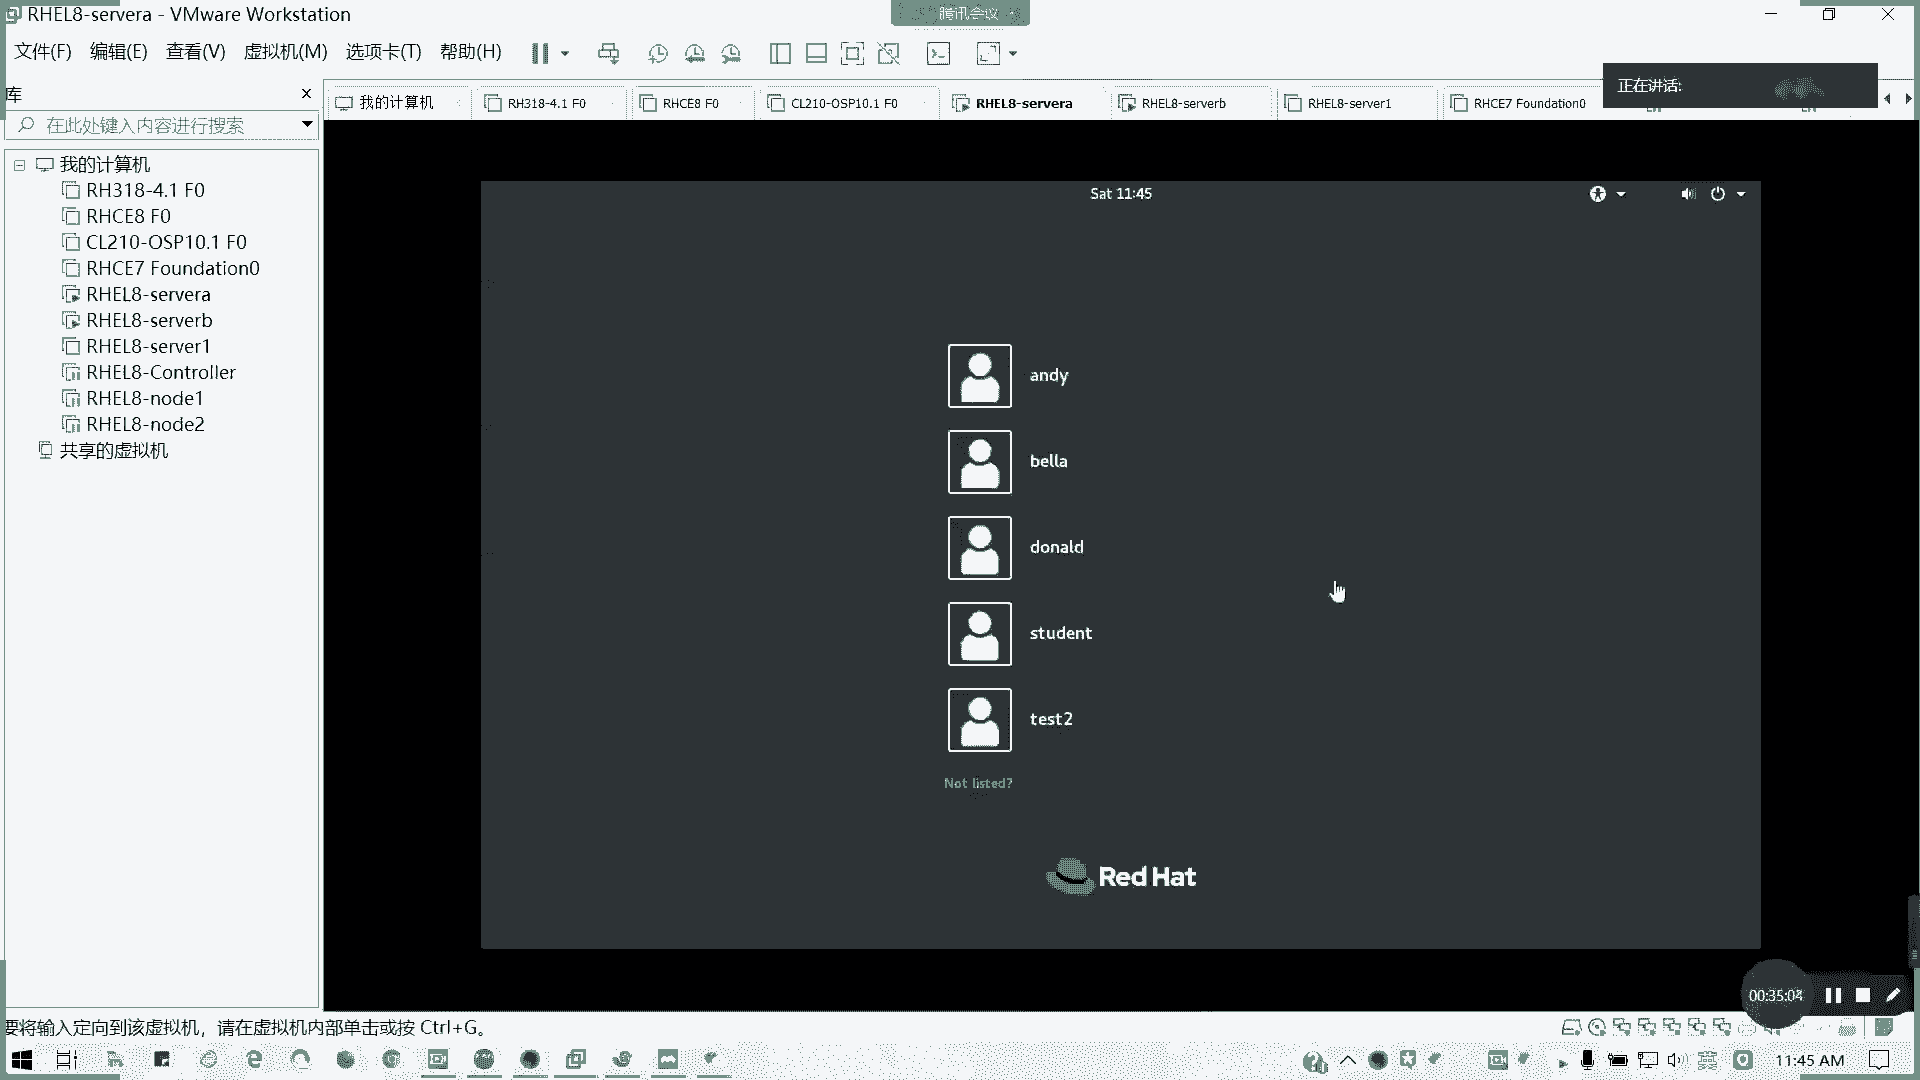 RHEL8-servera - VMware Workstation
腾讯会议
文件(F) 编辑(E) 查看(V) 虚拟机(M) 选项卡(T) 帮助(H)
正在讲话:
库
在此处键入内容进行搜索
我的计算机
RH318-4.1 F0
RHCE8 F0
CL210-OSP10.1 F0
RHEL8-servera
RHEL8-serverb
RHEL8-server1
RHCE7 Foundation0
我的计算机
RH318-4.1 F0
RHCE8 F0
CL210-OSP10.1 F0
RHCE7 Foundation0
RHEL8-servera
RHEL8-serverb
RHEL8-server1
RHEL8-Controller
RHEL8-node1
RHEL8-node2
共享的虚拟机
Sat 11:45
andy
bella
donald
student
test2
Not listed?
Red Hat
00:35:04
要将输入定向到该虚拟机，请在虚拟机内部单击或按 Ctrl+G。
英
11:45 AM